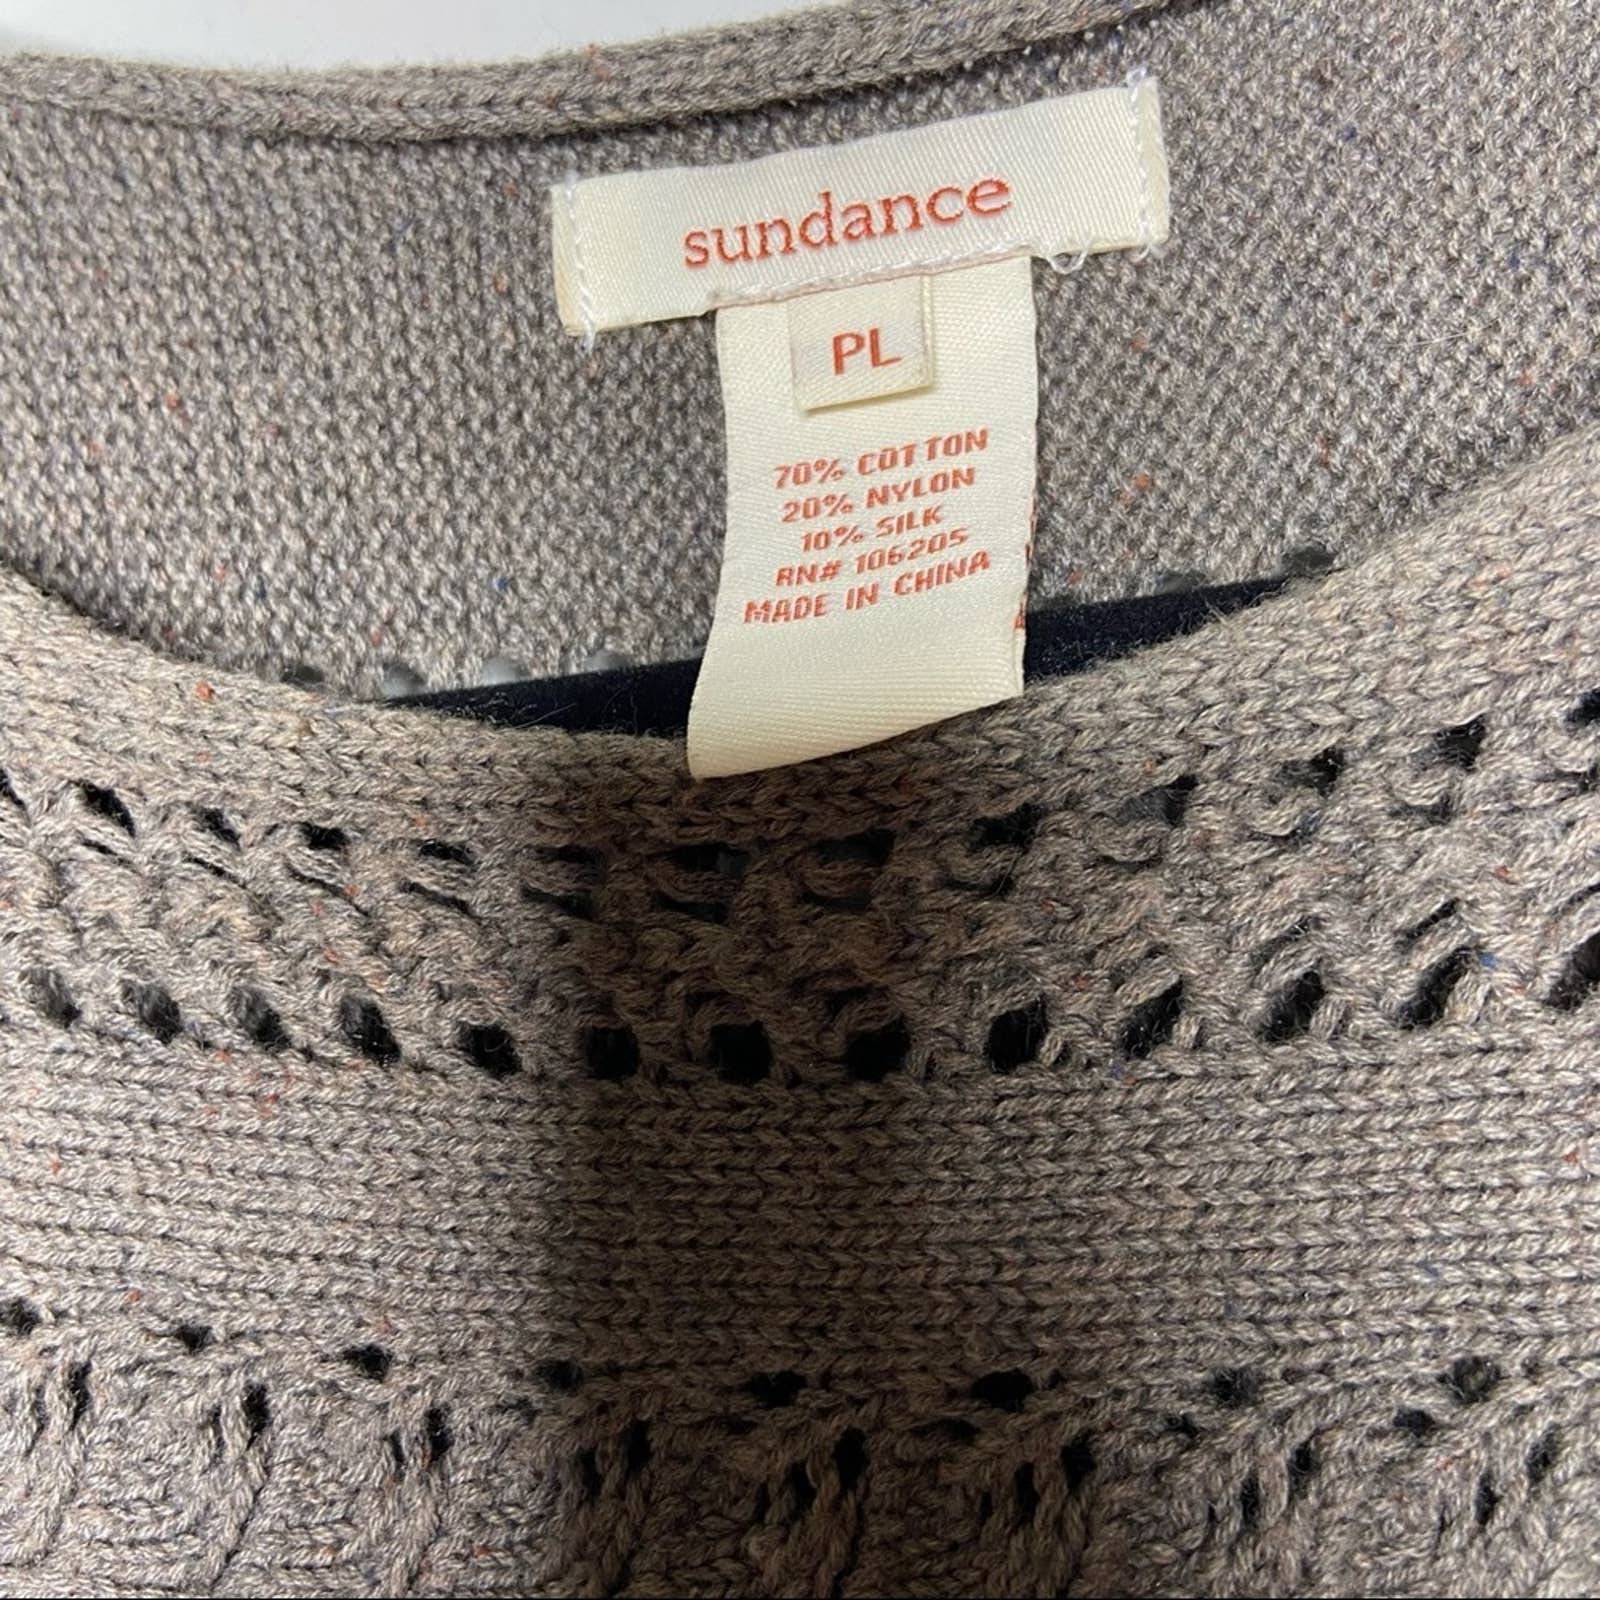 sundance
PL
70% COTTON
20% NYLON
10% SILK
RN# 106205
MADE IN CHINA